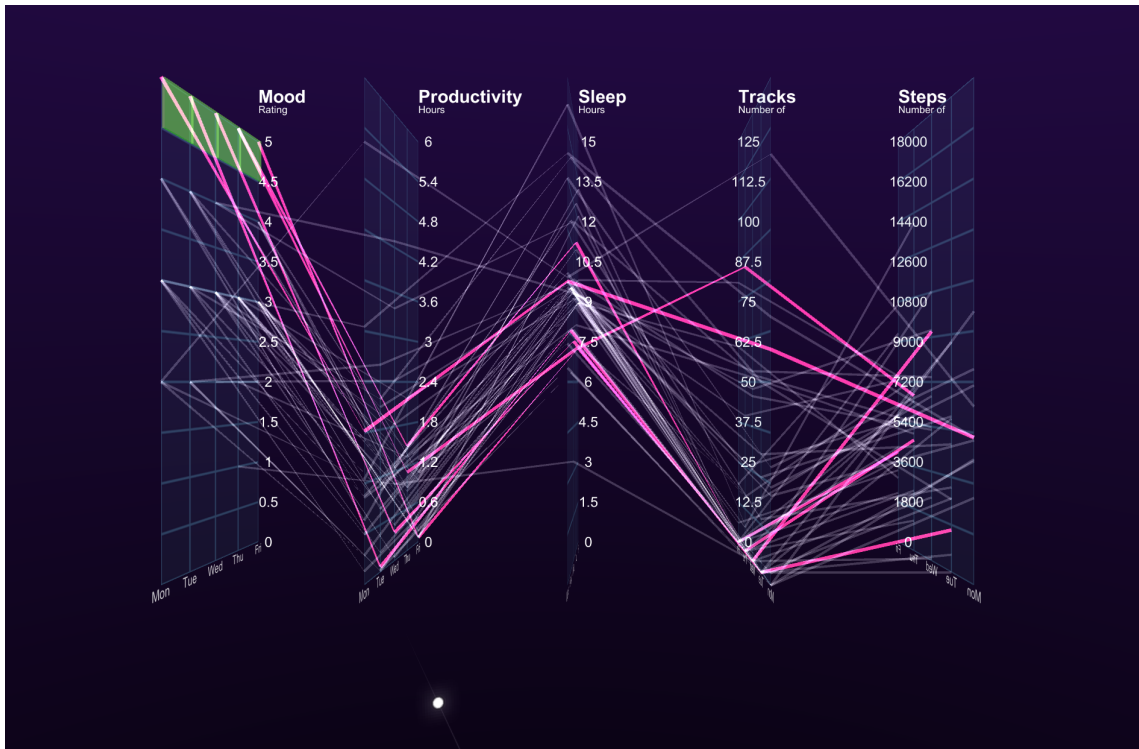 Mood Productivity Sleep Tracks Steps
Rating Hours Hours Number of Number of
5 6 15 125 18000
4.5 5.4 13.5 112.5 16200
4 4.8 12 100 14400
3.5 4.2 10.5 87.5 12600
3 3.6 9 75 10800
2.5 3 7.5 62.5 9000
2 2.4 6 50 7200
1.5 1.8 4.5 37.5 5400
1 1.2 3 25 3600
0.5 0.6 1.5 12.5 1800
0 0 0 0 0
Mon Tue Wed Thu Fri
Mon Tue Wed Thu Fri
Fri Wed Tue Mon